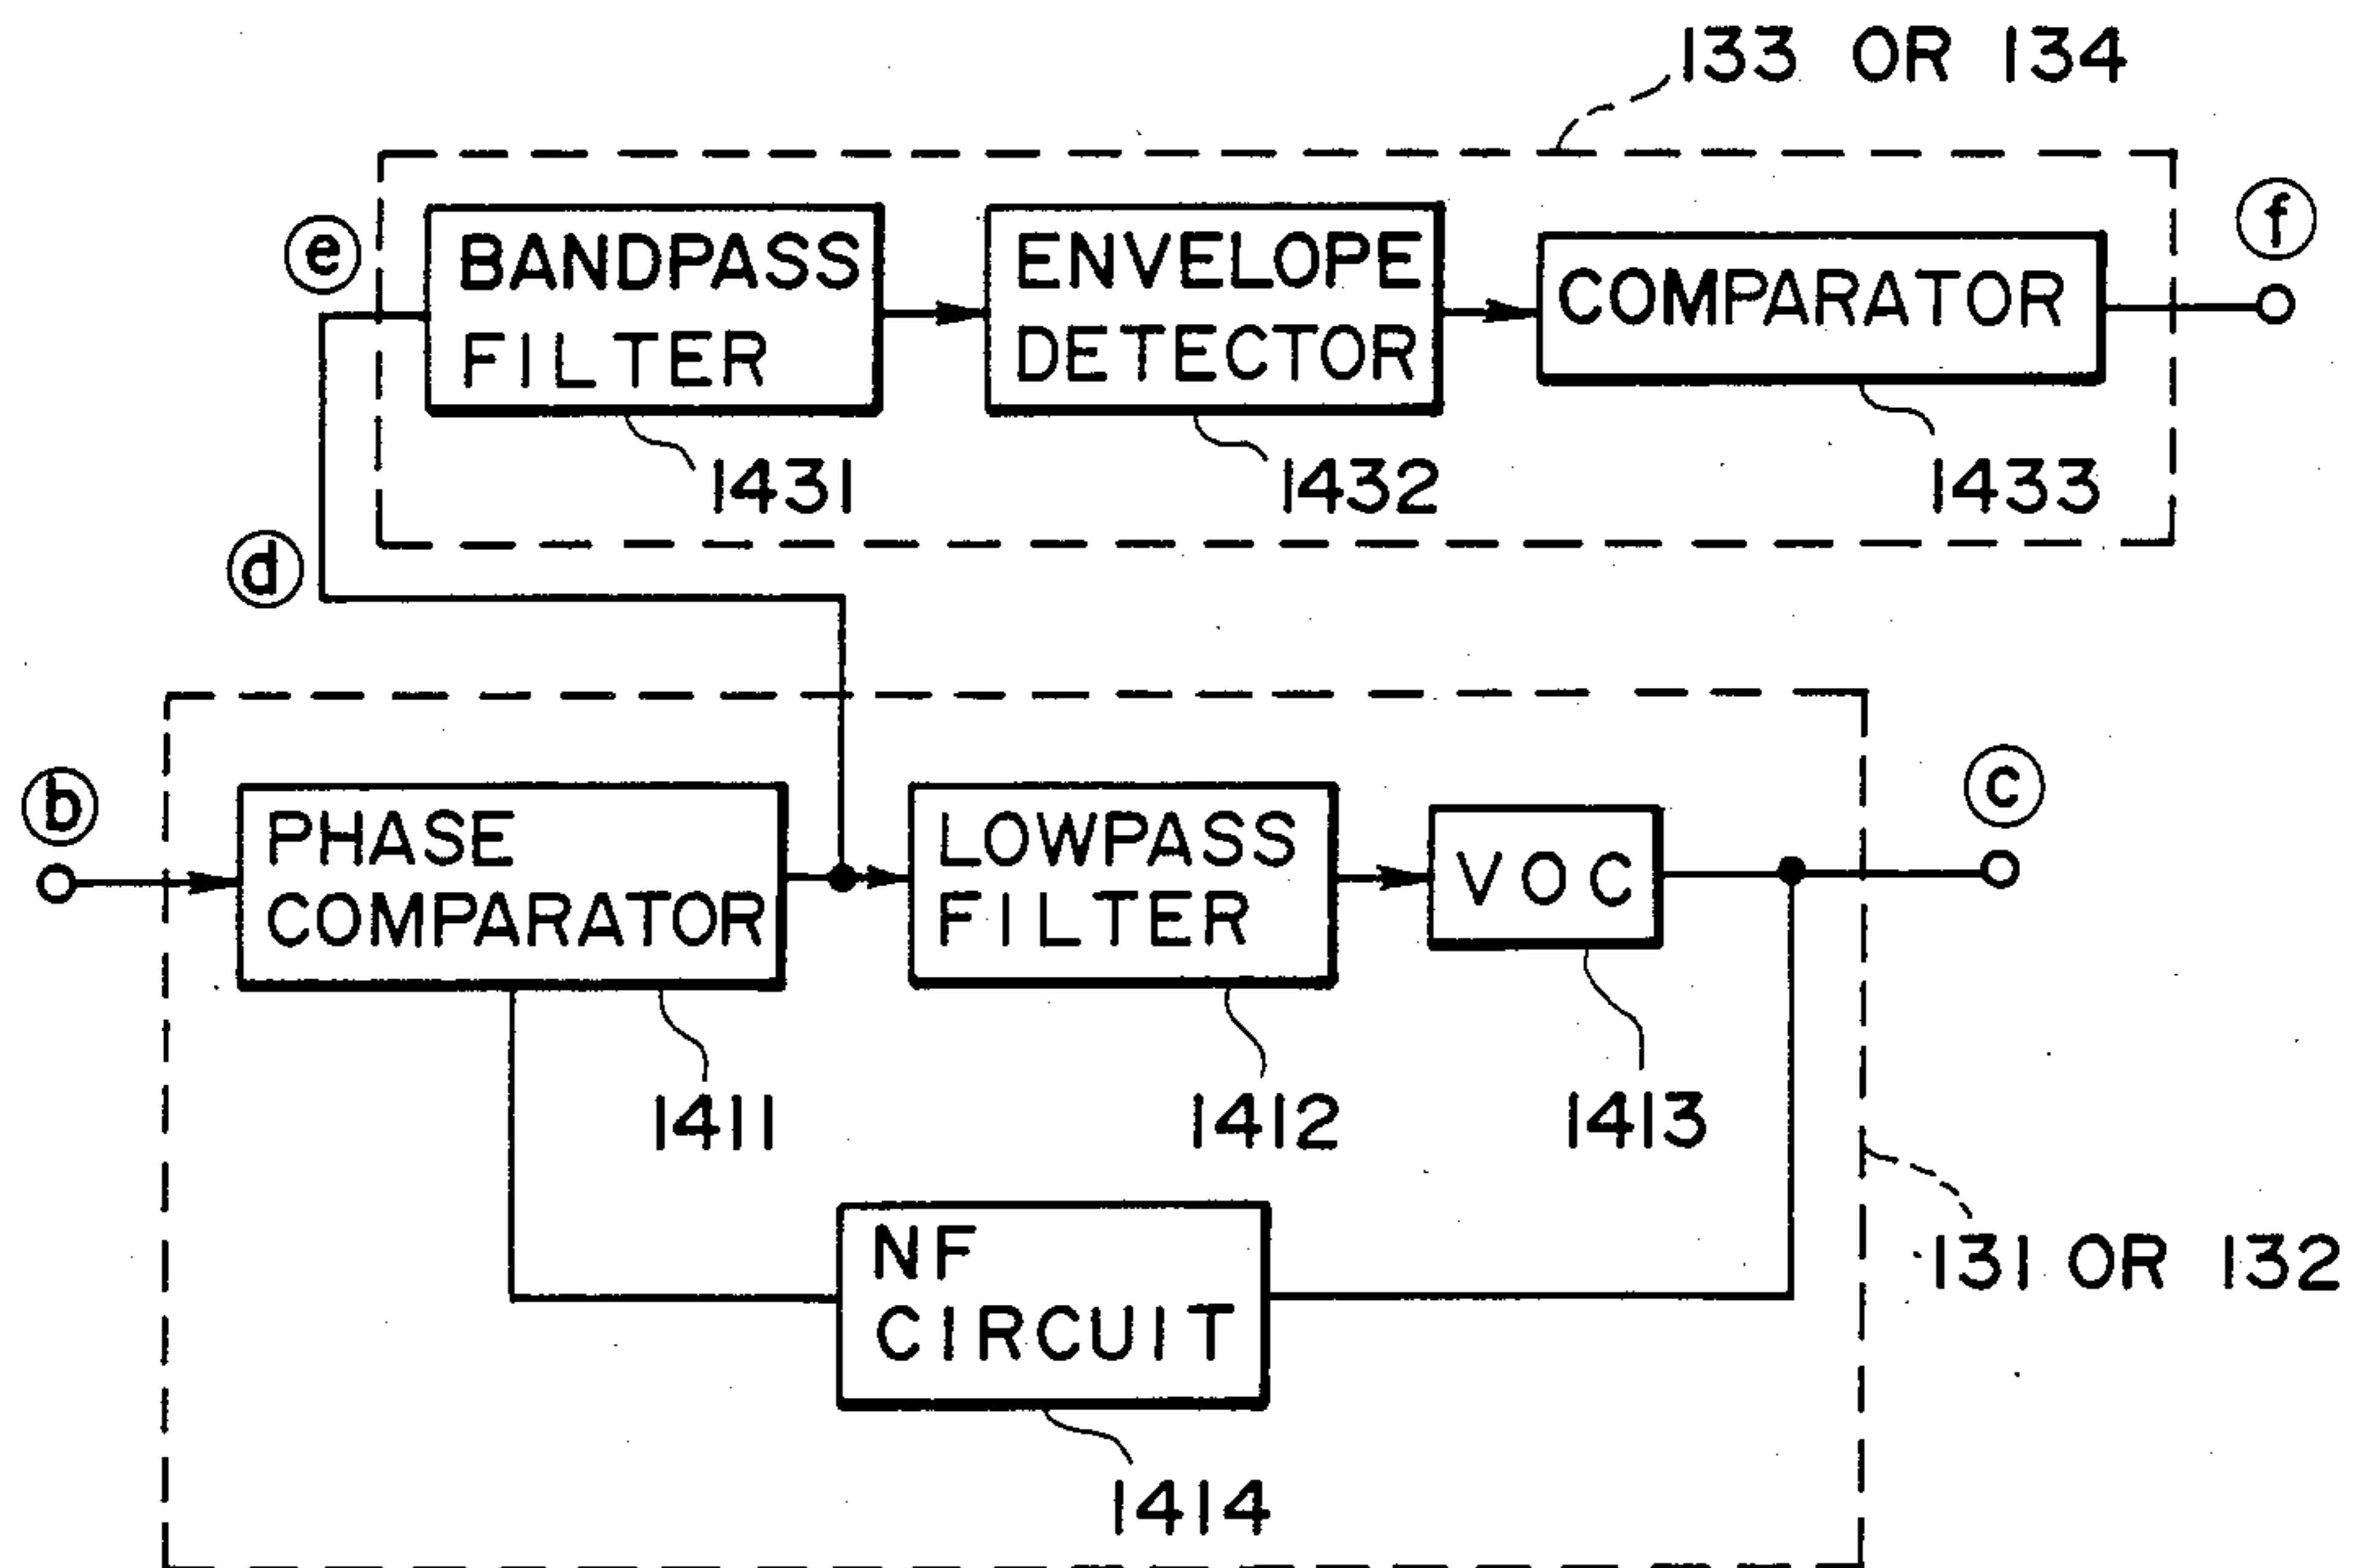 133 OR 134
e
f
BANDPASS
FILTER
ENVELOPE
DETECTOR
COMPARATOR
1431
1432
1433
d
b
c
PHASE
COMPARATOR
LOWPASS
FILTER
VOC
1411
1412
1413
NF
CIRCUIT
131 OR 132
1414